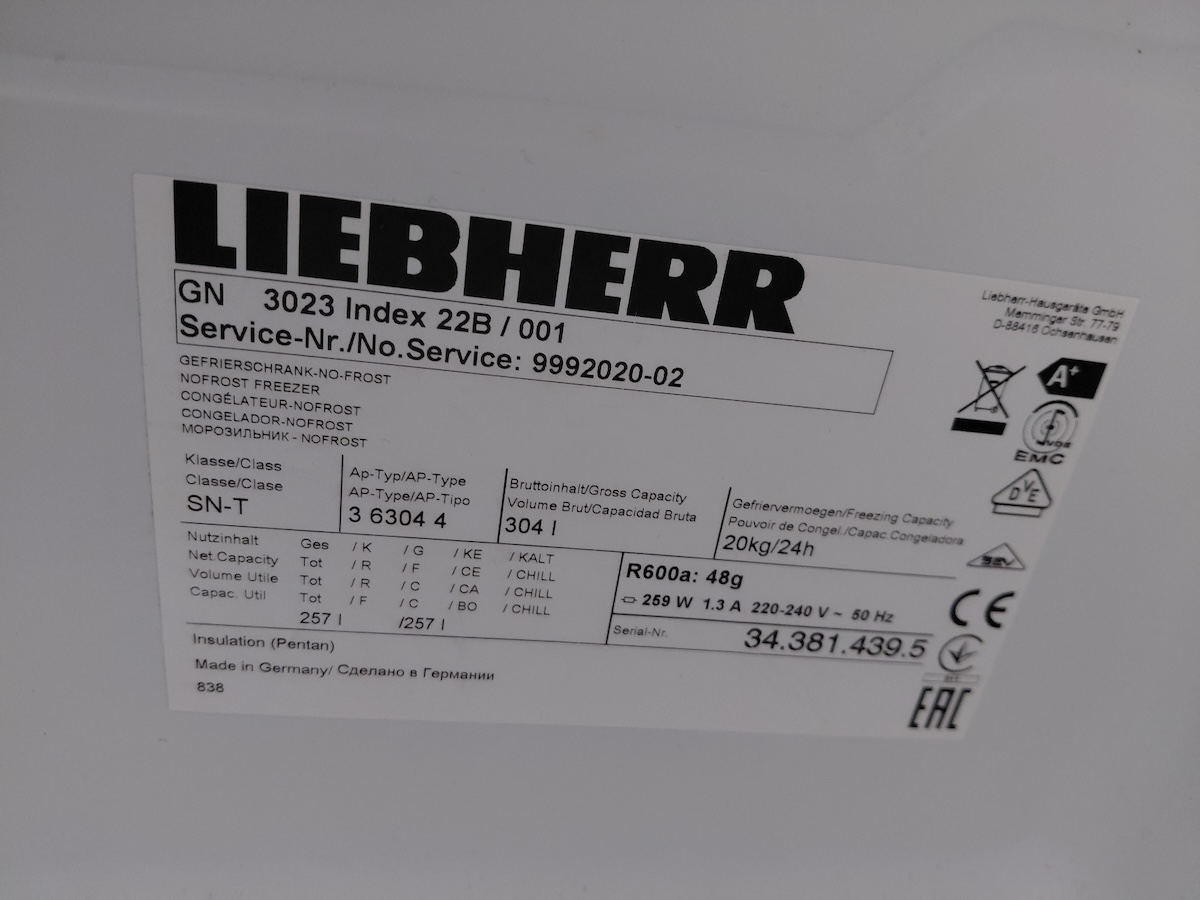 LIEBHERR
GN 3023 Index 22B / 001
Service-Nr./No.Service: 9992020-02
Liebherr-Hausgeräte GmbH
Memminger Str. 77-79
D-88416 Ochsenhausen
GEFRIERSCHRANK-NO-FROST
NOFROST FREEZER
CONGÉLATEUR-NOFROST
CONGELADOR-NOFROST
МОРОЗИЛЬНИК - NOFROST
A+
VDE
EMC
DVE
Klasse/Class
Classe/Clase
SN-T
Ap-Typ/AP-Type
AP-Type/AP-Tipo
3 6304 4
Bruttoinhalt/Gross Capacity
Volume Brut/Capacidad Bruta
304 l
Gefriervermoegen/Freezing Capacity
Pouvoir de Congel./Capac.Congeladora
20kg/24h
SEV
Nutzinhalt Ges / K / G / KE / KALT
Net.Capacity Tot / R / F / CE / CHILL
Volume Utile Tot / R / C / CA / CHILL
Capac. Util Tot / F / C / BO / CHILL
257 l /257 l
R600a: 48g
259 W 1.3 A 220-240 V ~ 50 Hz
Serial-Nr. 34.381.439.5
CE
Insulation (Pentan)
Made in Germany/ Сделано в Германии
838
EAC